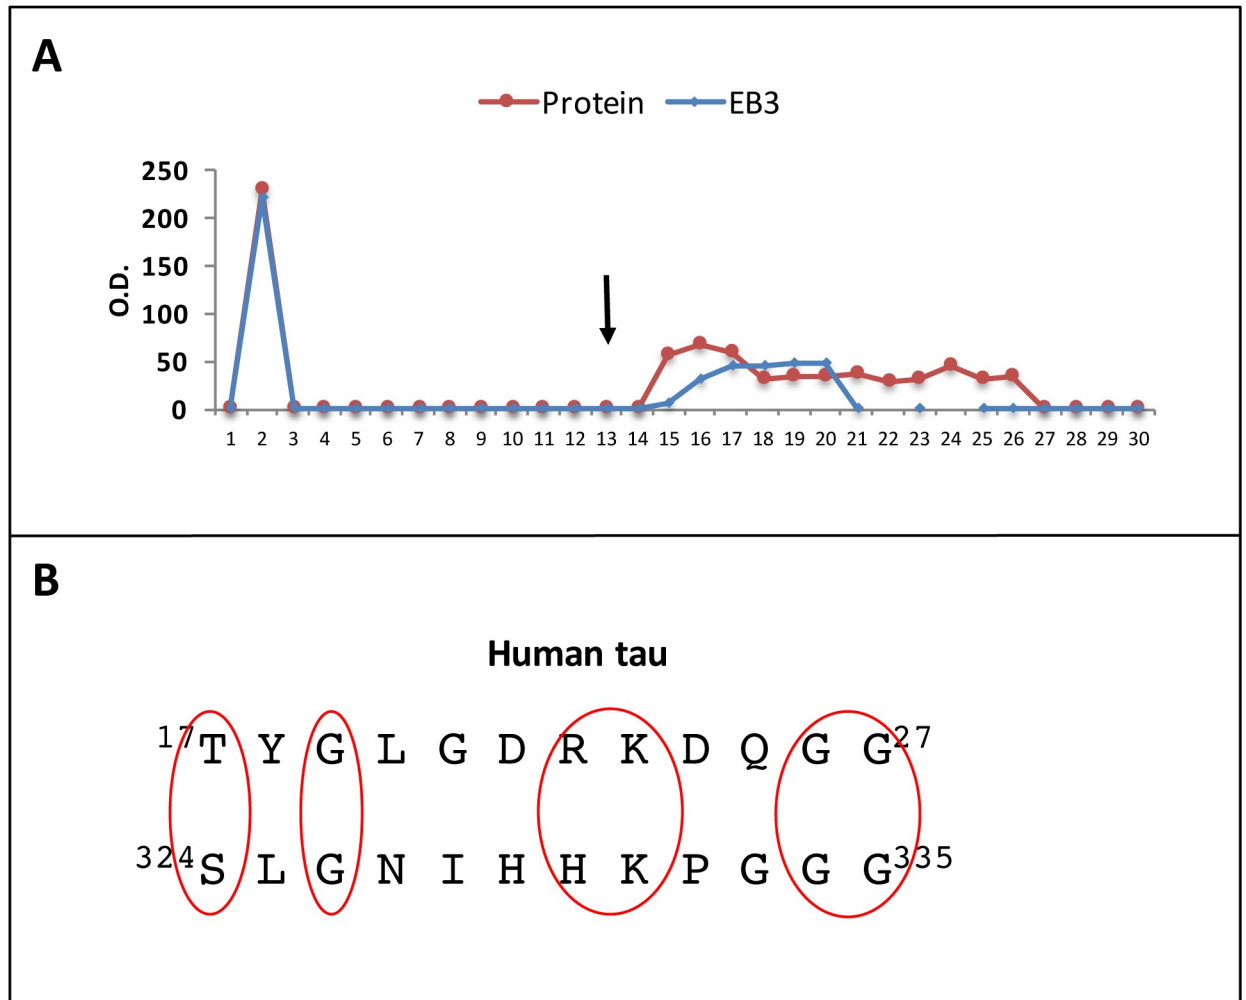 A
Protein EB3
250
200
150
100
50
0
O.D.
1 2 3 4 5 6 7 8 9 10 11 12 13 14 15 16 17 18 19 20 21 22 23 24 25 26 27 28 29 30
B
Human tau
17T Y G L G D R K D Q G G27
324S L G N I H H K P G G G335